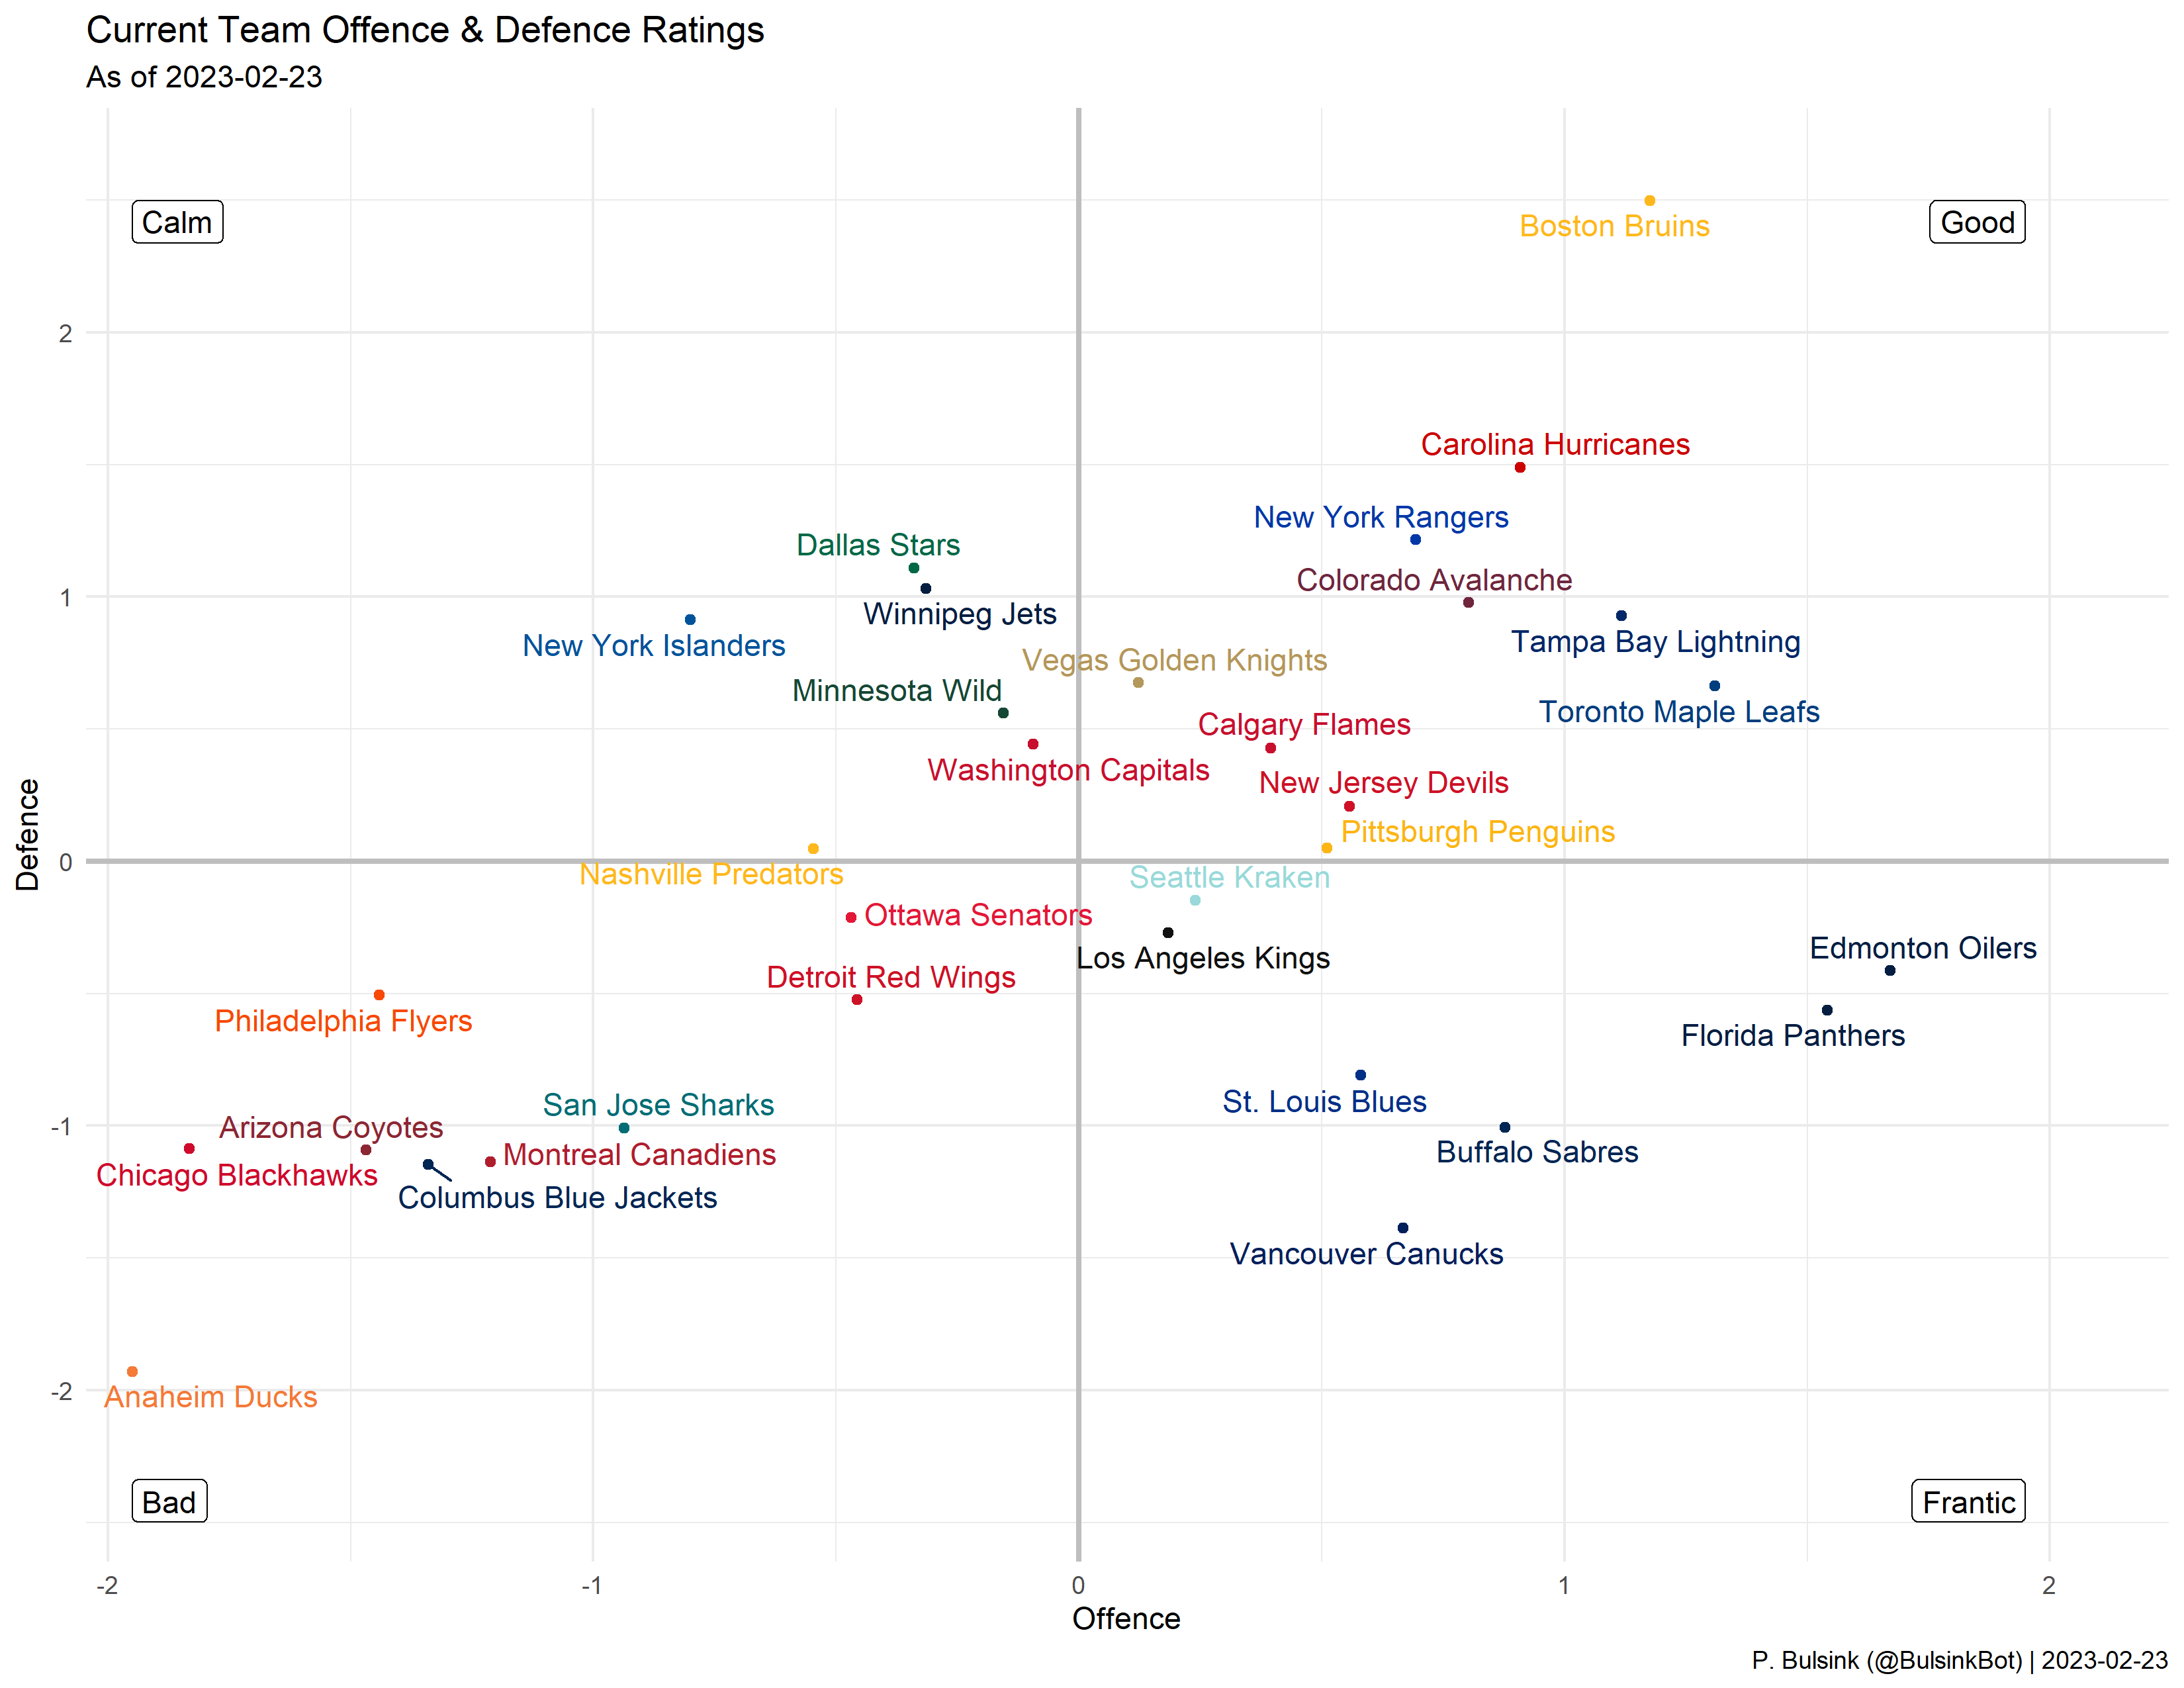 Current Team Offence & Defence Ratings
As of 2023-02-23
Calm
Good
Boston Bruins
2
Carolina Hurricanes
New York Rangers
Dallas Stars
Colorado Avalanche
1
Winnipeg Jets
Tampa Bay Lightning
New York Islanders
Vegas Golden Knights
Minnesota Wild
Toronto Maple Leafs
Calgary Flames
Washington Capitals
New Jersey Devils
Pittsburgh Penguins
Defence
0
Nashville Predators
Seattle Kraken
Ottawa Senators
Edmonton Oilers
Los Angeles Kings
Detroit Red Wings
Philadelphia Flyers
Florida Panthers
St. Louis Blues
San Jose Sharks
-1
Arizona Coyotes
Buffalo Sabres
Montreal Canadiens
Chicago Blackhawks
Columbus Blue Jackets
Vancouver Canucks
-2
Anaheim Ducks
Bad
Frantic
-2 -1 0 1 2
Offence
P. Bulsink (@BulsinkBot) | 2023-02-23